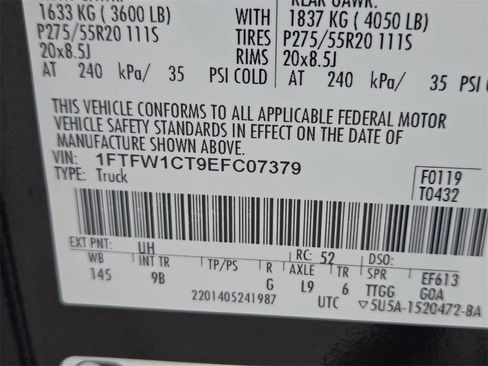 1633 KG ( 3600 LB) WITH 1837 KG ( 4050 LB)
P275/55R20 111S TIRES P275/55R20 111S
20x8.5J RIMS 20x8.5J
AT 240 kPa/ 35 PSI COLD AT 240 kPa/ 35 PSI CO
THIS VEHICLE CONFORMS TO ALL APPLICABLE FEDERAL MOTOR
VEHICLE SAFETY STANDARDS IN EFFECT ON THE DATE OF
MANUFACTURE SHOWN ABOVE.
VIN: 1FTFW1CT9EFC07379 F0119
TYPE: Truck T0432
EXT PNT: UH RC: 52 DSO:
WB INT TR TP/PS R AXLE TR SPR EF613
145 9B G L9 6 TTGG G0A
2201405241987 UTC ▽5U5A-1520472-BA